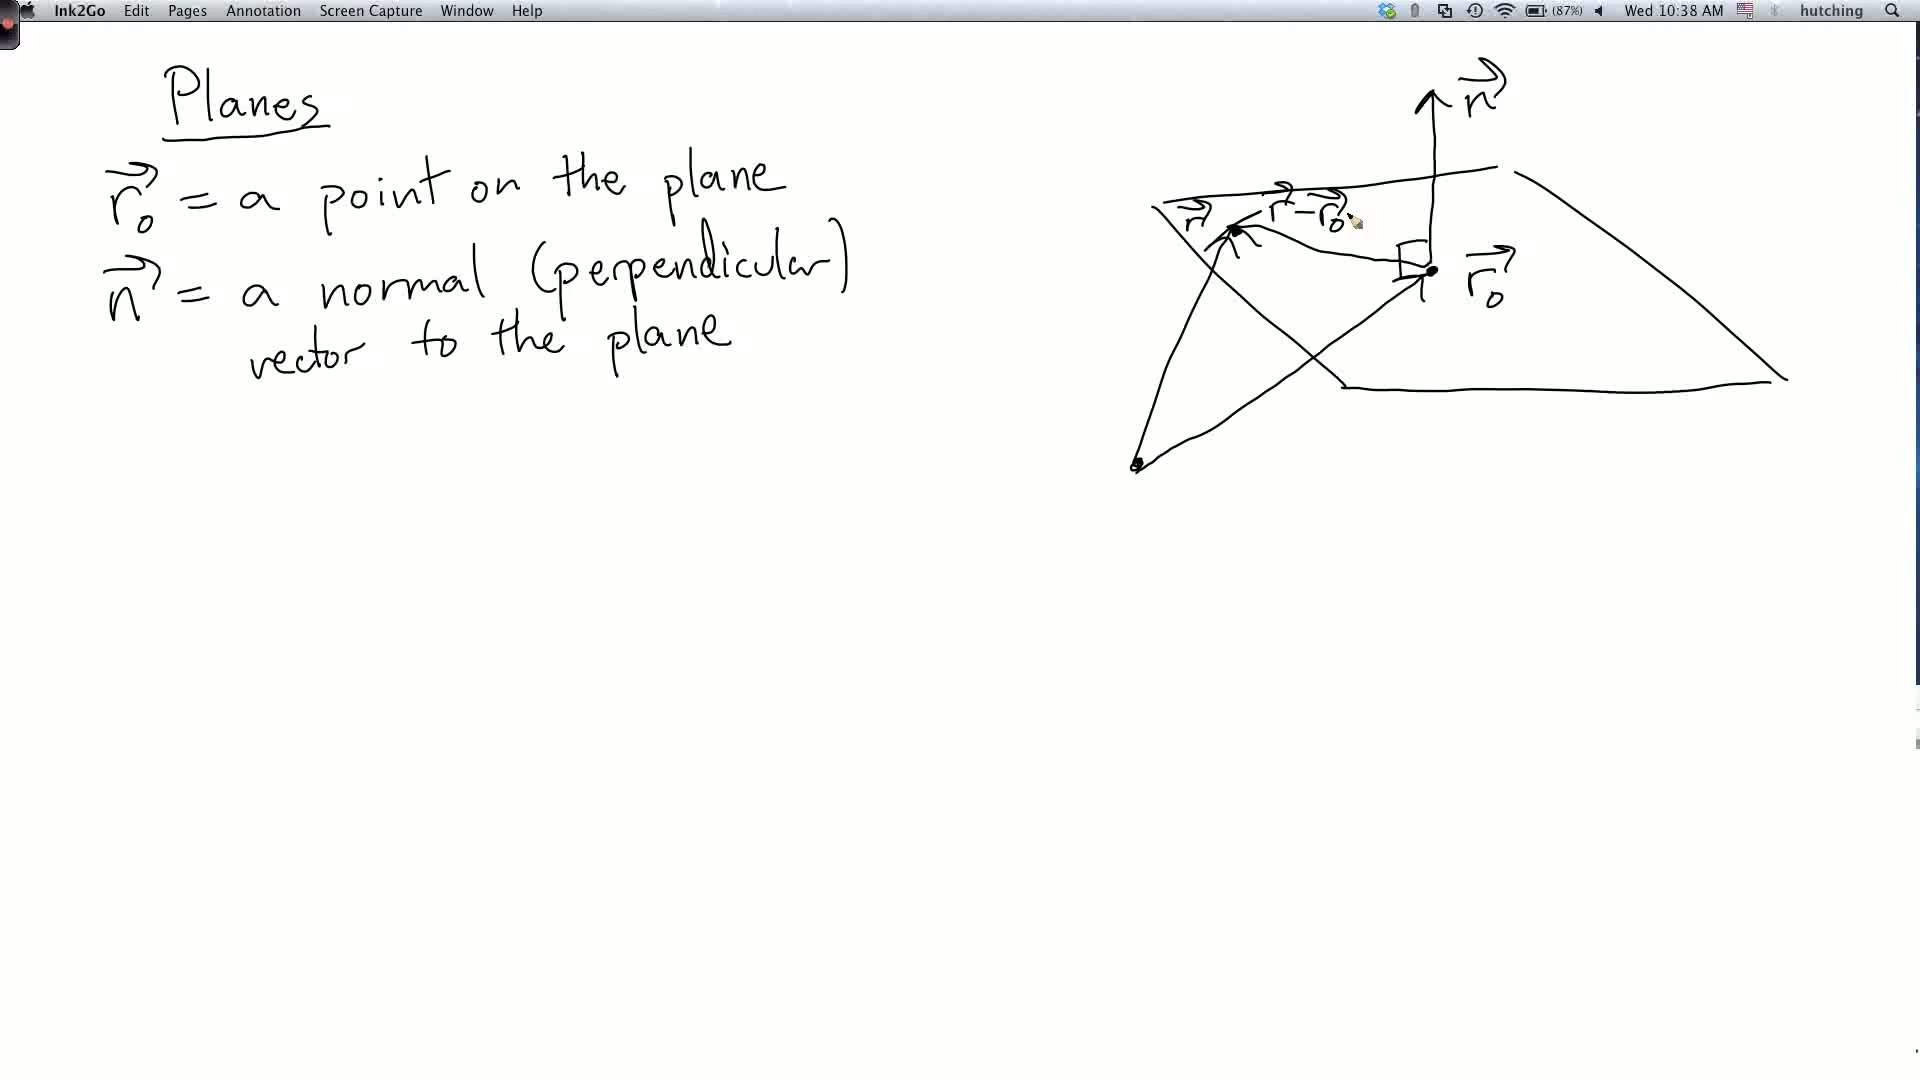 Ink2Go Edit Pages Annotation Screen Capture Window Help (87%) Wed 10:38 AM hutching
Planes
r⃗₀ = a point on the plane
n⃗ = a normal (perpendicular)
vector to the plane
n⃗
r⃗
r⃗ - r⃗₀
r⃗₀